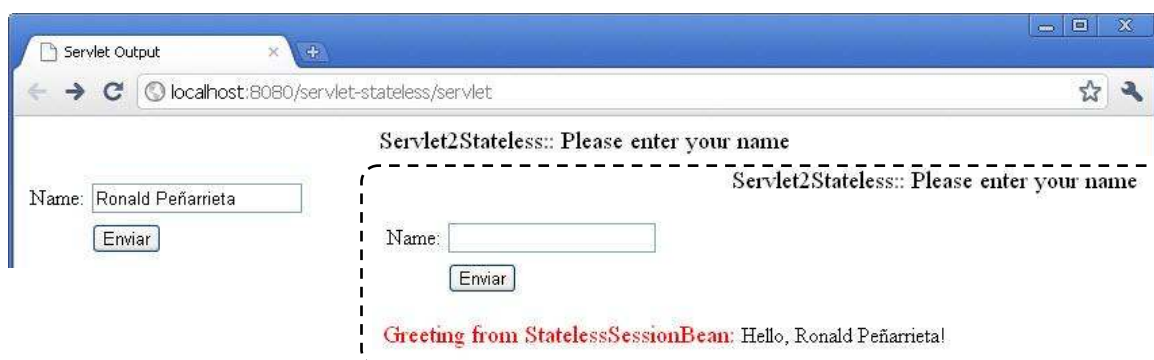 Servlet Output
localhost:8080/servlet-stateless/servlet
Servlet2Stateless:: Please enter your name
Name: Ronald Peñarrieta
Enviar
Servlet2Stateless:: Please enter your name
Name:
Enviar
Greeting from StatelessSessionBean: Hello, Ronald Peñarrieta!